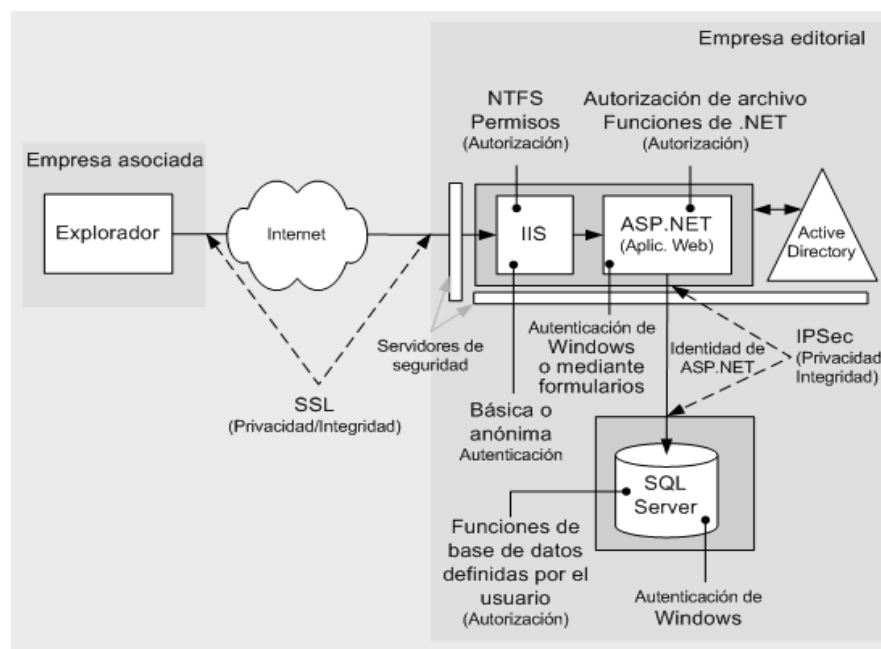 Empresa editorial
NTFS
Permisos
(Autorización)
Autorización de archivo
Funciones de .NET
(Autorización)
Empresa asociada
Explorador
Internet
IIS
ASP.NET
(Aplic. Web)
Active
Directory
Servidores de
seguridad
Autenticación de
Windows
o mediante
formularios
Identidad de
ASP.NET
IPSec
(Privacidad
Integridad)
SSL
(Privacidad/Integridad)
Básica o
anónima
Autenticación
SQL
Server
Funciones de
base de datos
definidas por el
usuario
(Autorización)
Autenticación de
Windows